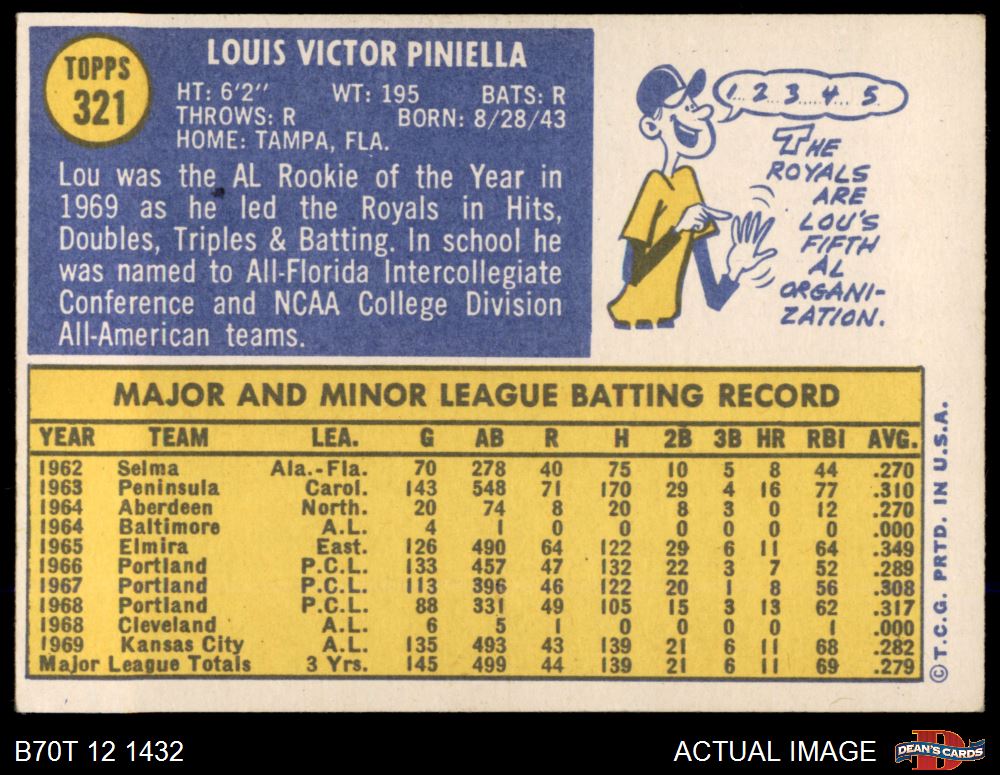 TOPPS
321
LOUIS VICTOR PINIELLA
HT: 6'2" WT: 195 BATS: R
THROWS: R BORN: 8/28/43
HOME: TAMPA, FLA.
Lou was the AL Rookie of the Year in
1969 as he led the Royals in Hits,
Doubles, Triples & Batting. In school he
was named to All-Florida Intercollegiate
Conference and NCAA College Division
All-American teams.
1...2...3...4...5
THE
ROYALS
ARE
LOU'S
FIFTH
AL
ORGANI-
ZATION.
MAJOR AND MINOR LEAGUE BATTING RECORD
YEAR TEAM LEA. G AB R H 2B 3B HR RBI AVG.
1962 Selma Ala.-Fla. 70 278 40 75 10 5 8 44 .270
1963 Peninsula Carol. 143 548 71 170 29 4 16 77 .310
1964 Aberdeen North. 20 74 8 20 8 3 0 12 .270
1964 Baltimore A.L. 4 1 0 0 0 0 0 0 .000
1965 Elmira East. 126 490 64 122 29 6 11 64 .349
1966 Portland P.C.L. 133 457 47 132 22 3 7 52 .289
1967 Portland P.C.L. 113 396 46 122 20 1 8 56 .308
1968 Portland P.C.L. 88 331 49 105 15 3 13 62 .317
1968 Cleveland A.L. 6 5 1 0 0 0 0 1 .000
1969 Kansas City A.L. 135 493 43 139 21 6 11 68 .282
Major League Totals 3 Yrs. 145 499 44 139 21 6 11 69 .279
© T.C.G. PRTD. IN U.S.A.
B70T 12 1432
ACTUAL IMAGE
D
DEAN'S CARDS